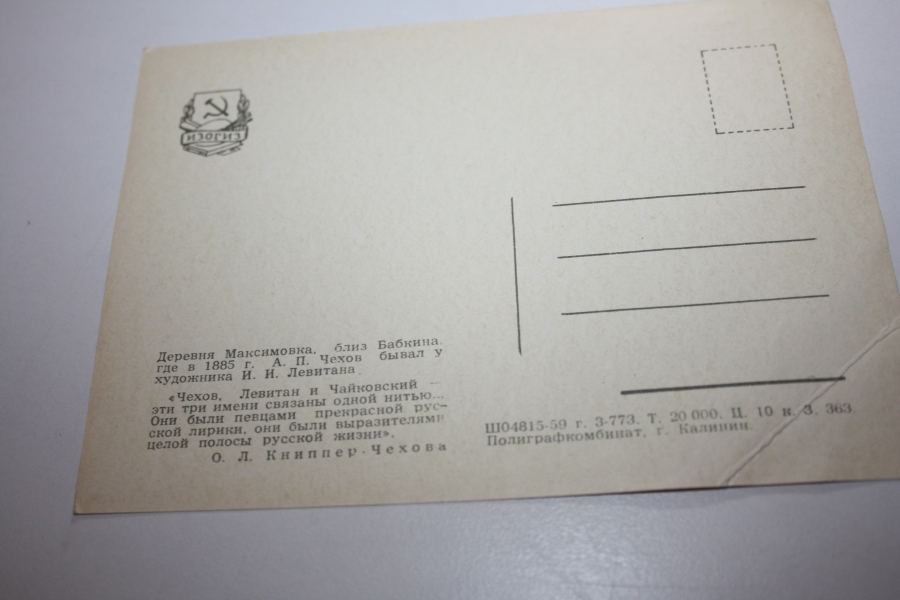 ИЗОГИЗ
Деревня Максимовка, близ Бабкина
где в 1885 г. А. П. Чехов бывал у
художника И. И. Левитана
«Чехов, Левитан и Чайковский —
эти три имени связаны одной нитью...
Они были певцами прекрасной рус-
ской лирики, они были выразителями
целой полосы русской жизни».
О. Л. Книппер-Чехова
Ш04815-59 г. З-773. Т. 20 000. Ц. 10 к. З. 363.
Полиграфкомбинат, г. Калинин.